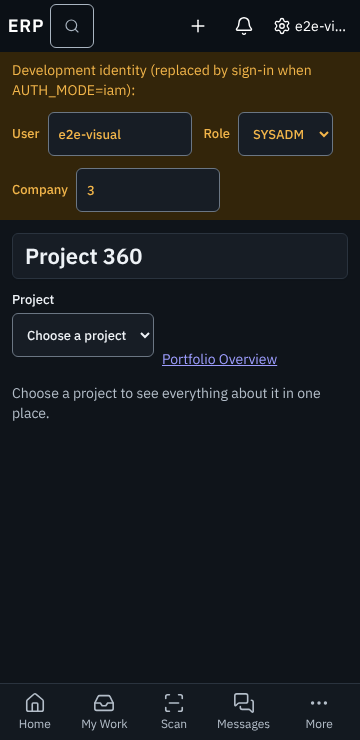 ERP
e2e-vi...
Development identity (replaced by sign-in when
AUTH_MODE=iam):
User e2e-visual Role SYSADM
Company 3
Project 360
Project
Choose a project
Portfolio Overview
Choose a project to see everything about it in one
place.
Home My Work Scan Messages More